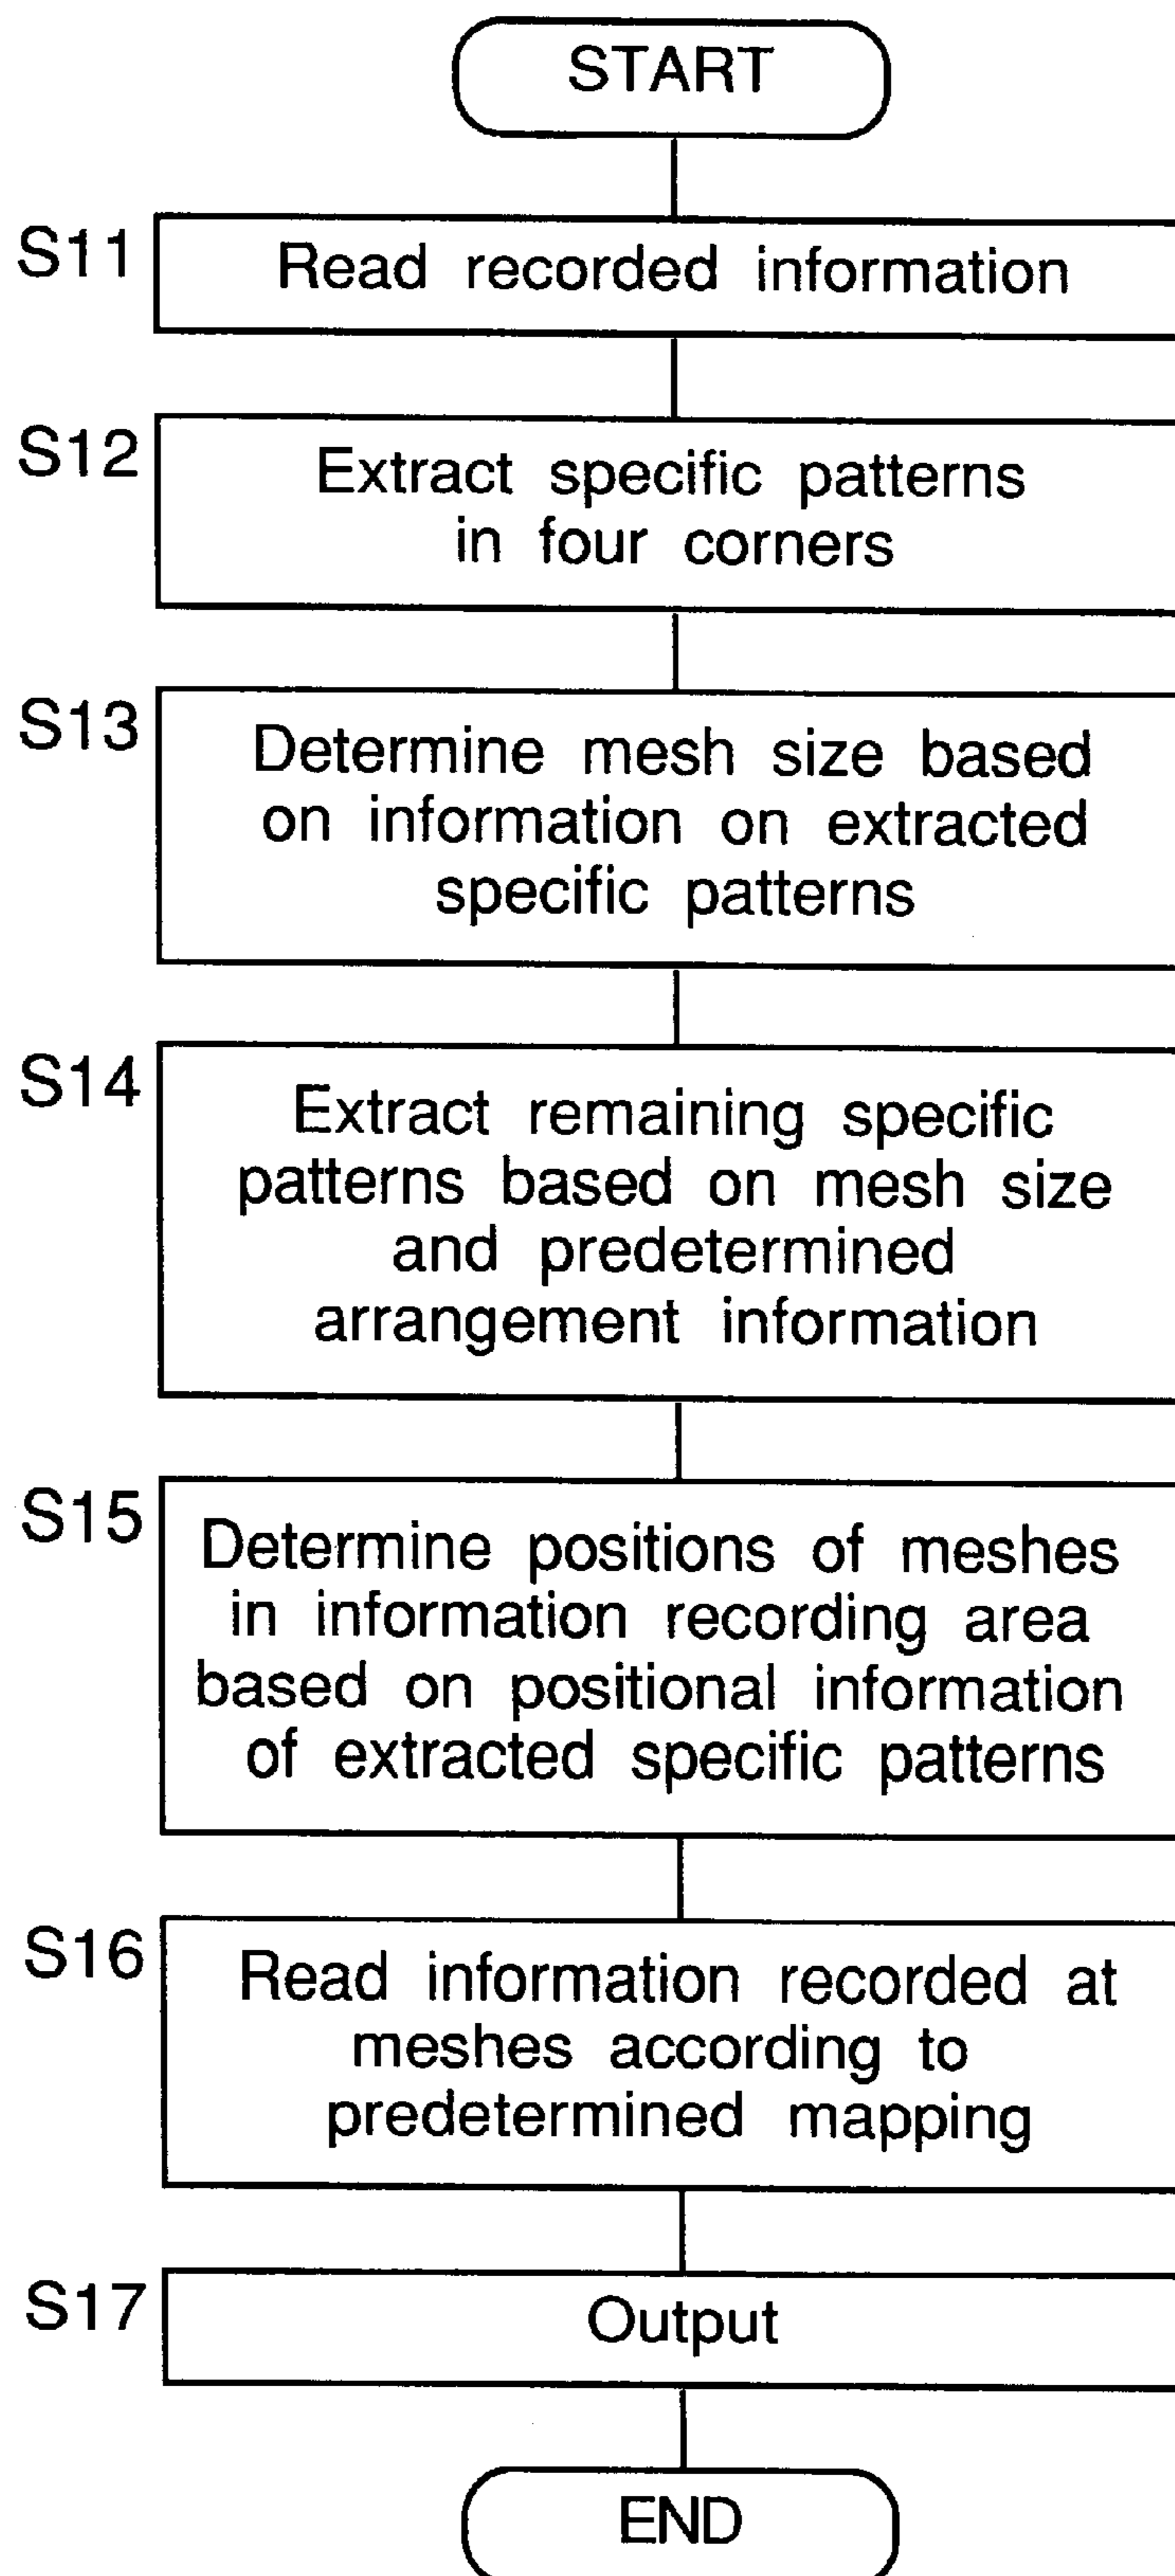 START
S11
Read recorded information
S12
Extract specific patterns
in four corners
S13
Determine mesh size based
on information on extracted
specific patterns
S14
Extract remaining specific
patterns based on mesh size
and predetermined
arrangement information
S15
Determine positions of meshes
in information recording area
based on positional information
of extracted specific patterns
S16
Read information recorded at
meshes according to
predetermined mapping
S17
Output
END